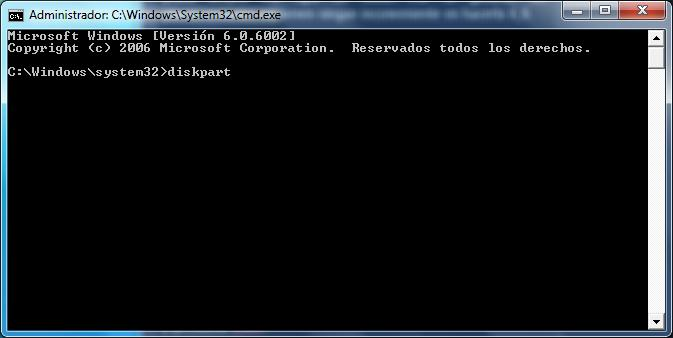 Administrador: C:\Windows\System32\cmd.exe
Microsoft Windows [Versión 6.0.6002]
Copyright (c) 2006 Microsoft Corporation.  Reservados todos los derechos.
C:\Windows\system32>diskpart